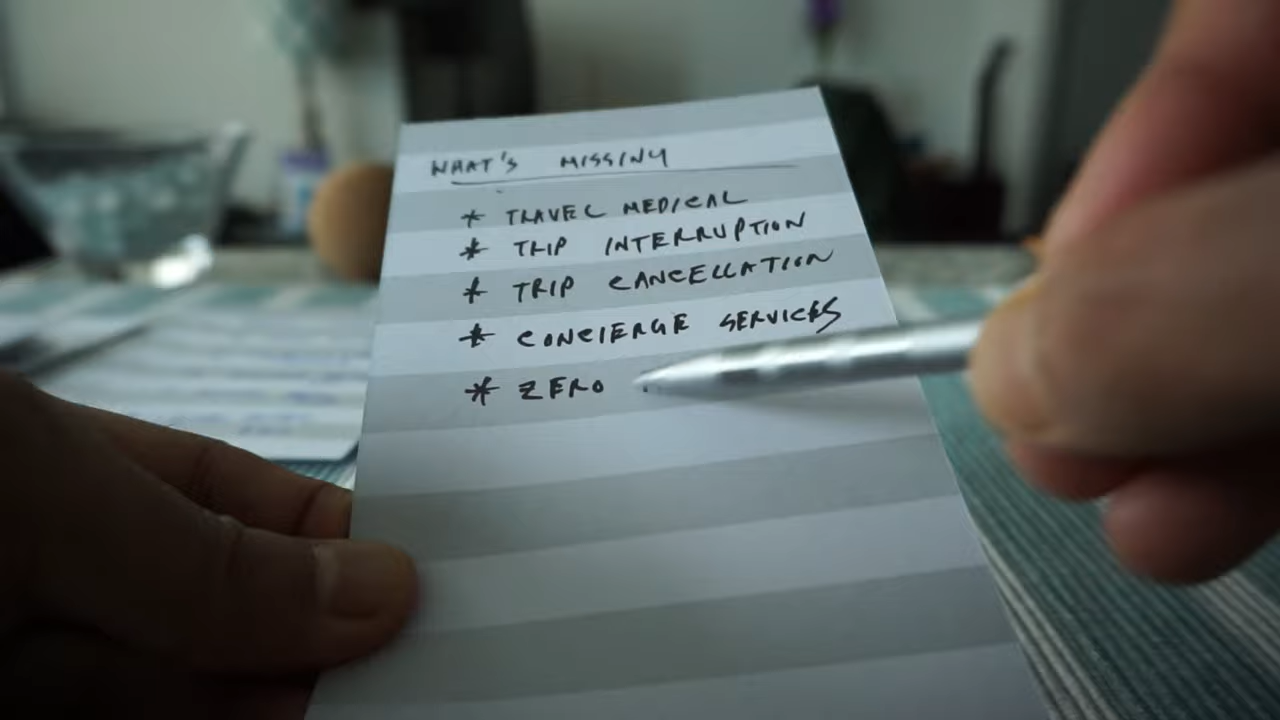 WHAT'S MISSING
* TRAVEL MEDICAL
* TRIP INTERRUPTION
* TRIP CANCELLATION
* CONCIERGE SERVICES
* ZERO